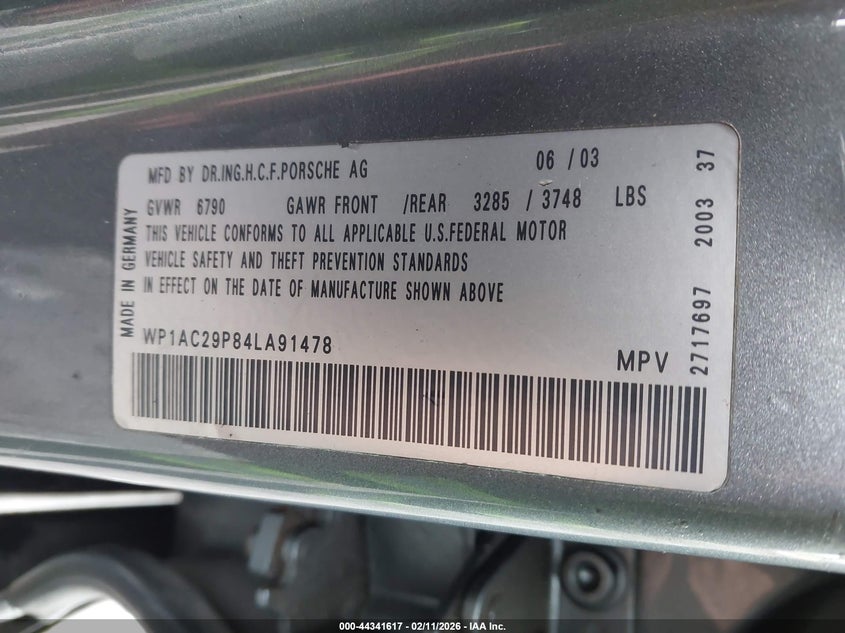 MFD BY DR.ING.H.C.F.PORSCHE AG 06 / 03
GVWR 6790 GAWR FRONT /REAR 3285 / 3748 LBS
THIS VEHICLE CONFORMS TO ALL APPLICABLE U.S.FEDERAL MOTOR
VEHICLE SAFETY AND THEFT PREVENTION STANDARDS
IN EFFECT ON THE DATE OF MANUFACTURE SHOWN ABOVE
WP1AC29P84LA91478
MPV
MADE IN GERMANY
2717697 2003 37
000-44341617 - 02/11/2026 - IAA Inc.